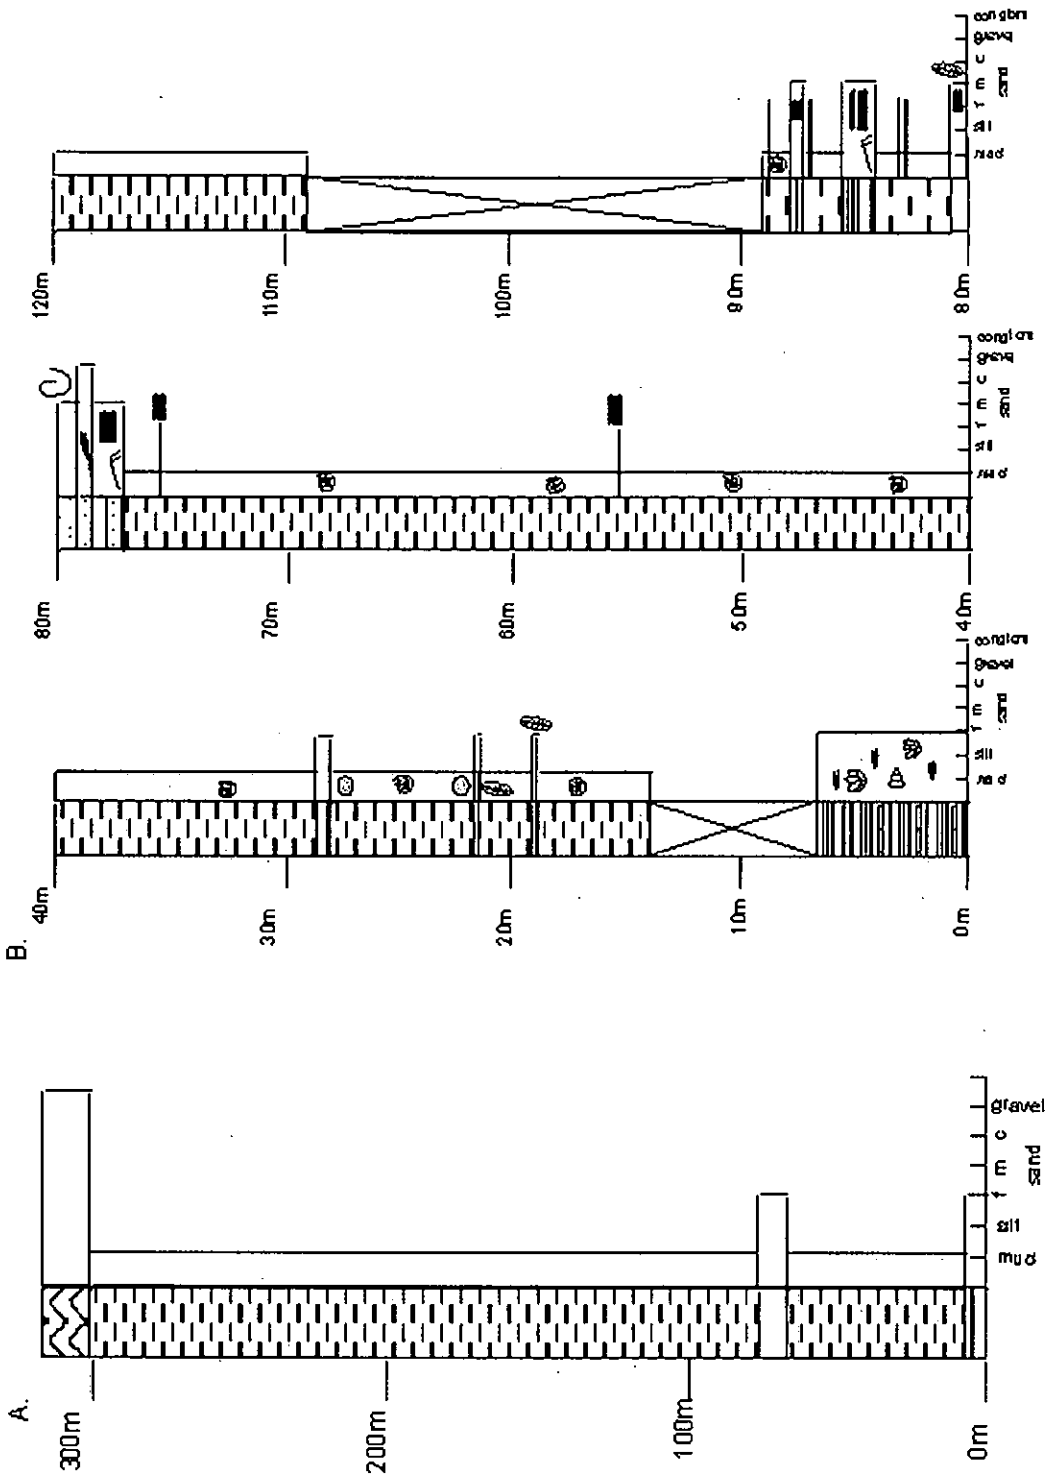 A.
300m
200m
100m
0m
mud
silt
f
m
c
sand
gravel
B.
40m
30m
20m
10m
0m
mud
silt
f
m
c
sand
gravel
80m
70m
60m
50m
40m
mud
silt
f
m
c
sand
120m
110m
100m
90m
80m
mud
silt
f
m
c
sand